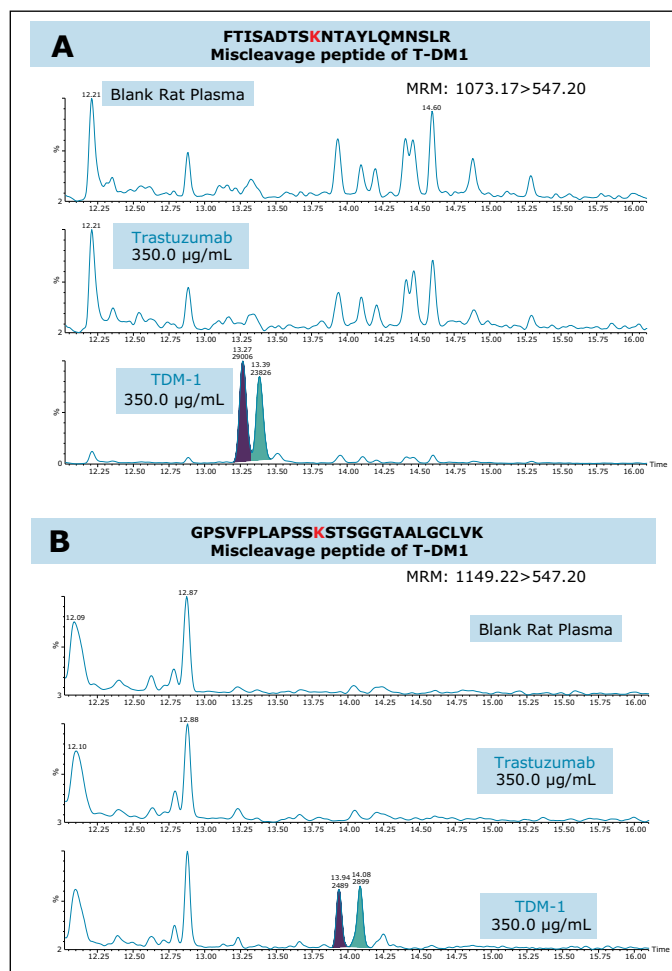 A
FTISADTSKNTAYLQMNSLR
Miscleavage peptide of T-DM1
MRM: 1073.17>547.20
Blank Rat Plasma
12.21
14.60
%
2
12.25 12.50 12.75 13.00 13.25 13.50 13.75 14.00 14.25 14.50 14.75 15.00 15.25 15.50 15.75 16.00
12.21
Trastuzumab
350.0 µg/mL
%
2
12.25 12.50 12.75 13.00 13.25 13.50 13.75 14.00 14.25 14.50 14.75 15.00 15.25 15.50 15.75 16.00
13.27
29006
13.39
23826
TDM-1
350.0 µg/mL
%
0
Time
12.25 12.50 12.75 13.00 13.25 13.50 13.75 14.00 14.25 14.50 14.75 15.00 15.25 15.50 15.75 16.00
B
GPSVFPLAPSSKSTSGGTAALGCLVK
Miscleavage peptide of T-DM1
MRM: 1149.22>547.20
12.09
12.87
Blank Rat Plasma
%
3
12.25 12.50 12.75 13.00 13.25 13.50 13.75 14.00 14.25 14.50 14.75 15.00 15.25 15.50 15.75 16.00
12.10
12.88
Trastuzumab
350.0 µg/mL
%
3
12.25 12.50 12.75 13.00 13.25 13.50 13.75 14.00 14.25 14.50 14.75 15.00 15.25 15.50 15.75 16.00
13.94
2489
14.08
2899
TDM-1
350.0 µg/mL
%
2
Time
12.25 12.50 12.75 13.00 13.25 13.50 13.75 14.00 14.25 14.50 14.75 15.00 15.25 15.50 15.75 16.00